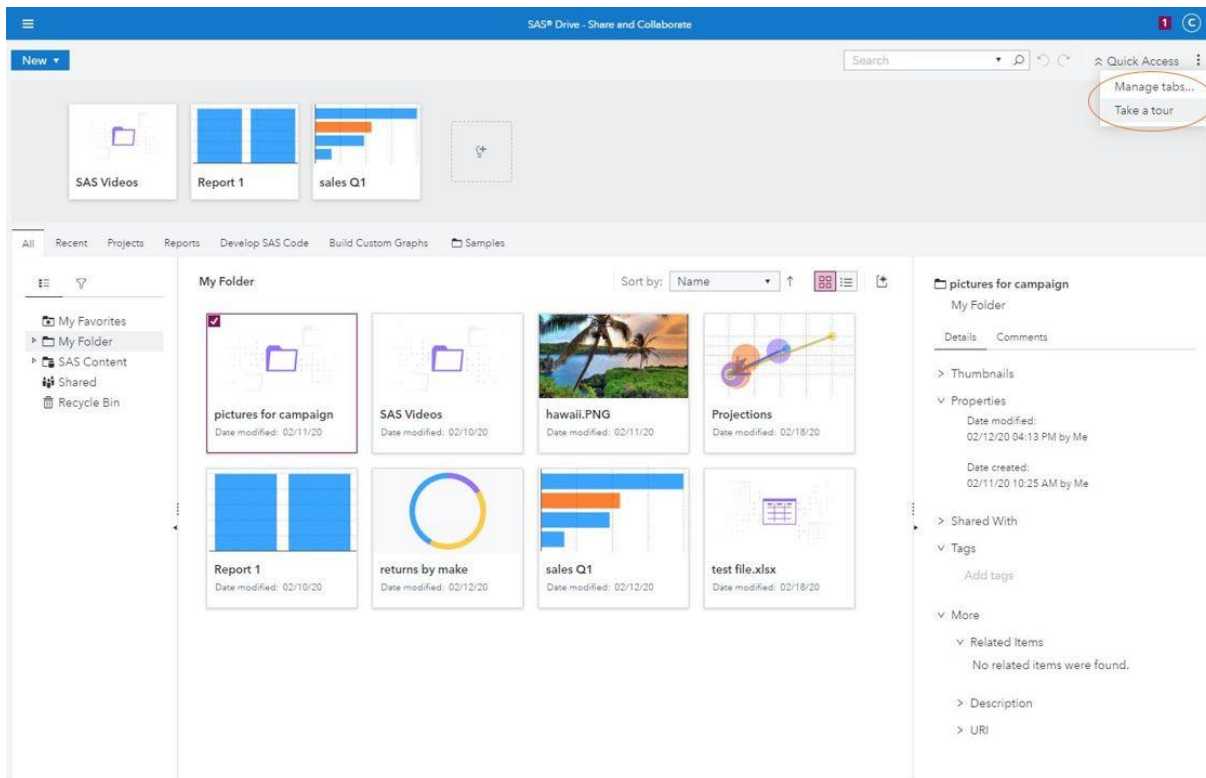 SAS® Drive - Share and Collaborate
1
C
New
Search
Quick Access
Manage tabs...
Take a tour
SAS Videos
Report 1
sales Q1
All
Recent
Projects
Reports
Develop SAS Code
Build Custom Graphs
Samples
My Favorites
My Folder
SAS Content
Shared
Recycle Bin
My Folder
Sort by:
Name
pictures for campaign
Date modified: 02/11/20
SAS Videos
Date modified: 02/10/20
hawaii.PNG
Date modified: 02/11/20
Projections
Date modified: 02/18/20
Report 1
Date modified: 02/10/20
returns by make
Date modified: 02/12/20
sales Q1
Date modified: 02/12/20
test file.xlsx
Date modified: 02/18/20
pictures for campaign
My Folder
Details
Comments
Thumbnails
Properties
Date modified:
02/12/20 04:13 PM by Me
Date created:
02/11/20 10:25 AM by Me
Shared With
Tags
Add tags
More
Related Items
No related items were found.
Description
URI